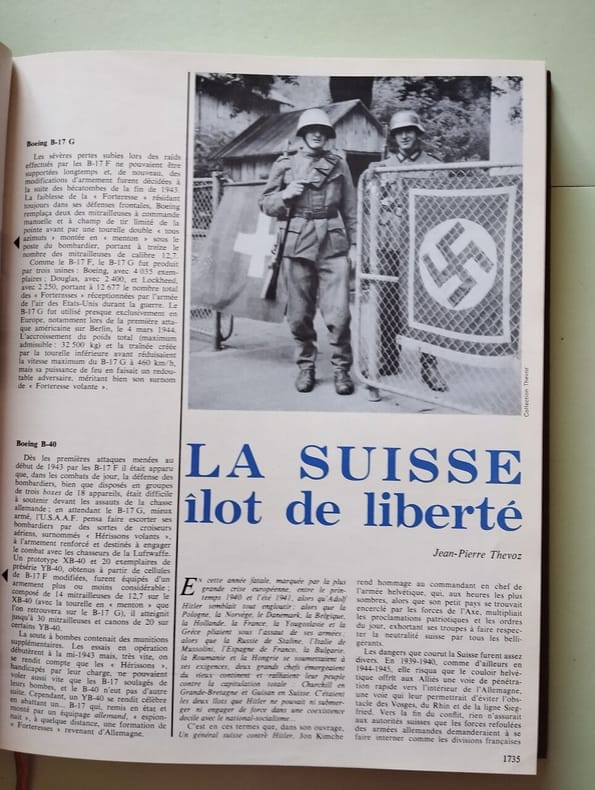 Boeing B-17 G
Les sévères pertes subies lors des raids
effectués par les B-17 F ne pouvaient être
supportées longtemps et, de nouveau, des
modifications d'armement furent décidées à
la suite des hécatombes de la fin de 1943.
La faiblesse de la « Forteresse » résidant
toujours dans ses défenses frontales, Boeing
remplaça deux des mitrailleuses à commande
manuelle et à champ de tir limité de la
pointe avant par une tourelle double « tous
azimuts » montée en « menton » sous le
poste du bombardier, portant à treize le
nombre des mitrailleuses de calibre 12,7.
Comme le B-17 F, le B-17 G fut produit
par trois usines : Boeing, avec 4 035 exem-
plaires ; Douglas, avec 2 400, et Lockheed,
avec 2 250, portant à 12 677 le nombre total
des « Forteresses » réceptionnées par l'armée
de l'air des Etats-Unis durant la guerre. Le
B-17 G fut utilisé presque exclusivement en
Europe, notamment lors de la première atta-
que américaine sur Berlin, le 4 mars 1944.
L'accroissement du poids total (maximum
admissible : 32 500 kg) et la traînée créée
par la tourelle inférieure avant réduisaient
la vitesse maximum du B-17 G à 460 km/h,
mais sa puissance de feu en faisait un redou-
table adversaire, méritant bien son surnom
de « Forteresse volante ».
Boeing B-40
Dès les premières attaques menées au
début de 1943 par les B-17 F il était apparu
que, dans les combats de jour, la défense des
bombardiers, bien que disposés en groupes
de trois boxes de 18 appareils, était difficile
à soutenir devant les assauts de la chasse
allemande ; en attendant le B-17 G, mieux
armé, l'U.S.A.A.F. pensa faire escorter ses
bombardiers par des sortes de croiseurs
aériens, surnommés « Hérissons volants »,
à l'armement renforcé et destinés à engager
le combat avec les chasseurs de la Luftwaffe.
Un prototype XB-40 et 20 exemplaires de
présérie YB-40, obtenus à partir de cellules
de B-17 F modifiées, furent équipés d'un
armement plus ou moins considérable ;
composé de 14 mitrailleuses de 12,7 sur le
XB-40 (avec la tourelle en « menton » que
l'on retrouvera sur le B-17 G), il atteignit
jusqu'à 30 mitrailleuses et canons de 20 sur
certains YB-40.
La soute à bombes contenait des munitions
supplémentaires. Les essais en opération
débutèrent à la mi-1943 mais, très vite, on
se rendit compte que les « Hérissons »,
handicapés par leur charge, ne pouvaient
voler aussi vite que les B-17 soulagés de
leurs bombes, et le B-40 n'eut pas d'autre
suite. Cependant, un YB-40 se rendit célèbre
en abattant un... B-17 qui, remis en état et
monté par un équipage allemand, « espion-
nait », à quelque distance, une formation de
« Forteresses » revenant d'Allemagne.
Collection Thevoz
LA SUISSE
îlot de liberté
Jean-Pierre Thevoz
En cette année fatale, marquée par la plus
grande crise européenne, entre le prin-
temps 1940 et l'été 1941, alors qu'Adolf
Hitler semblait tout engloutir ; alors que la
Pologne, la Norvège, le Danemark, la Belgique,
la Hollande, la France, la Yougoslavie et la
Grèce pliaient sous l'assaut de ses armées ;
alors que la Russie de Staline, l'Italie de
Mussolini, l'Espagne de Franco, la Bulgarie,
la Roumanie et la Hongrie se soumettaient à
ses exigences, deux grands chefs émergeaient
du vieux continent et ralliaient leur peuple
contre la capitulation totale : Churchill en
Grande-Bretagne et Guisan en Suisse. C'étaient
les deux îlots que Hitler ne pouvait ni submer-
ger ni engager de force dans une coexistence
docile avec le national-socialisme.
C'est en ces termes que, dans son ouvrage,
Un général suisse contre Hitler, Jon Kimche
rend hommage au commandant en chef de
l'armée helvétique, qui, aux heures les plus
sombres, alors que son petit pays se trouvait
encerclé par les forces de l'Axe, multipliait
les proclamations patriotiques et les ordres
du jour, exhortant ses troupes à faire respec-
ter la neutralité suisse par tous les belli-
gérants.
Les dangers que courut la Suisse furent assez
divers. En 1939-1940, comme d'ailleurs en
1944-1945, elle risqua que le couloir helvé-
tique offrît aux Alliés une voie de pénétra-
tion rapide vers l'intérieur de l'Allemagne,
une voie qui leur permettrait d'éviter l'obs-
tacle des Vosges, du Rhin et de la ligne Sieg-
fried. Vers la fin du conflit, rien n'assurait
aux autorités suisses que les forces refoulées
des armées allemandes demanderaient à se
faire interner comme les divisions françaises
1735